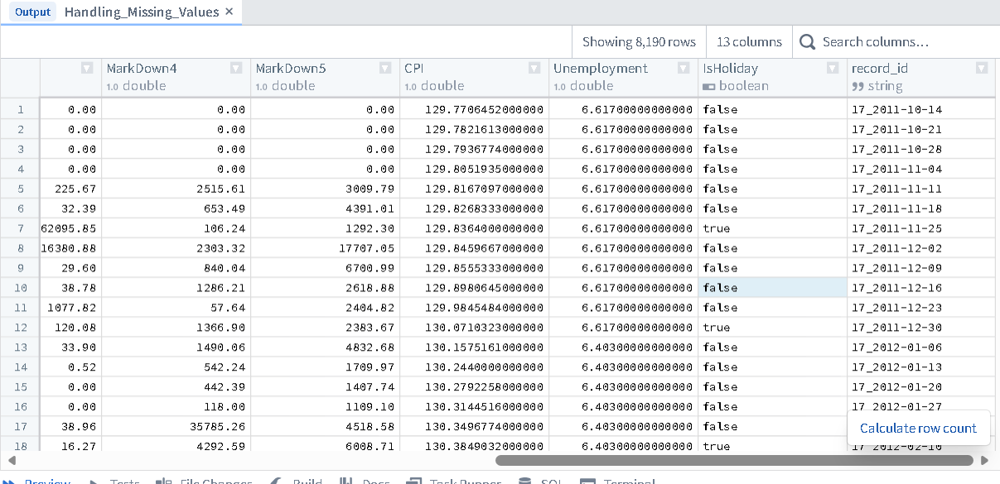 Output Handling_Missing_Values ×
Showing 8,190 rows 13 columns Search columns...
MarkDown4 MarkDown5 CPI Unemployment IsHoliday record_id
1.0 double 1.0 double 1.0 double 1.0 double boolean string
1 0.00 0.00 0.00 129.7706452000000 6.61700000000000 false 17_2011-10-14
2 0.00 0.00 0.00 129.7821613000000 6.61700000000000 false 17_2011-10-21
3 0.00 0.00 0.00 129.7936774000000 6.61700000000000 false 17_2011-10-28
4 0.00 0.00 0.00 129.8051935000000 6.61700000000000 false 17_2011-11-04
5 225.67 2515.61 3009.79 129.8167097000000 6.61700000000000 false 17_2011-11-11
6 32.39 653.49 4391.01 129.8268333000000 6.61700000000000 false 17_2011-11-18
7 62095.85 106.24 1292.30 129.8364000000000 6.61700000000000 true 17_2011-11-25
8 16380.88 2303.32 17707.05 129.8459667000000 6.61700000000000 false 17_2011-12-02
9 29.60 840.04 6700.99 129.8555333000000 6.61700000000000 false 17_2011-12-09
10 38.78 1286.21 2618.88 129.8980645000000 6.61700000000000 false 17_2011-12-16
11 1077.82 57.64 2404.82 129.9845484000000 6.61700000000000 false 17_2011-12-23
12 120.08 1366.90 2383.67 130.0710323000000 6.61700000000000 true 17_2011-12-30
13 33.90 1490.06 4832.68 130.1575161000000 6.40300000000000 false 17_2012-01-06
14 0.52 542.24 1709.97 130.2440000000000 6.40300000000000 false 17_2012-01-13
15 0.00 442.39 1407.74 130.2792258000000 6.40300000000000 false 17_2012-01-20
16 0.00 118.00 1109.10 130.3144516000000 6.40300000000000 false 17_2012-01-27
17 38.96 35785.26 4518.58 130.3496774000000 6.40300000000000 false
Calculate row count
18 16.27 4292.59 6008.71 130.3849032000000 6.40300000000000 true 17_2012-02-10
Preview Tests File Changes Build Docs Task Runner SQL Terminal